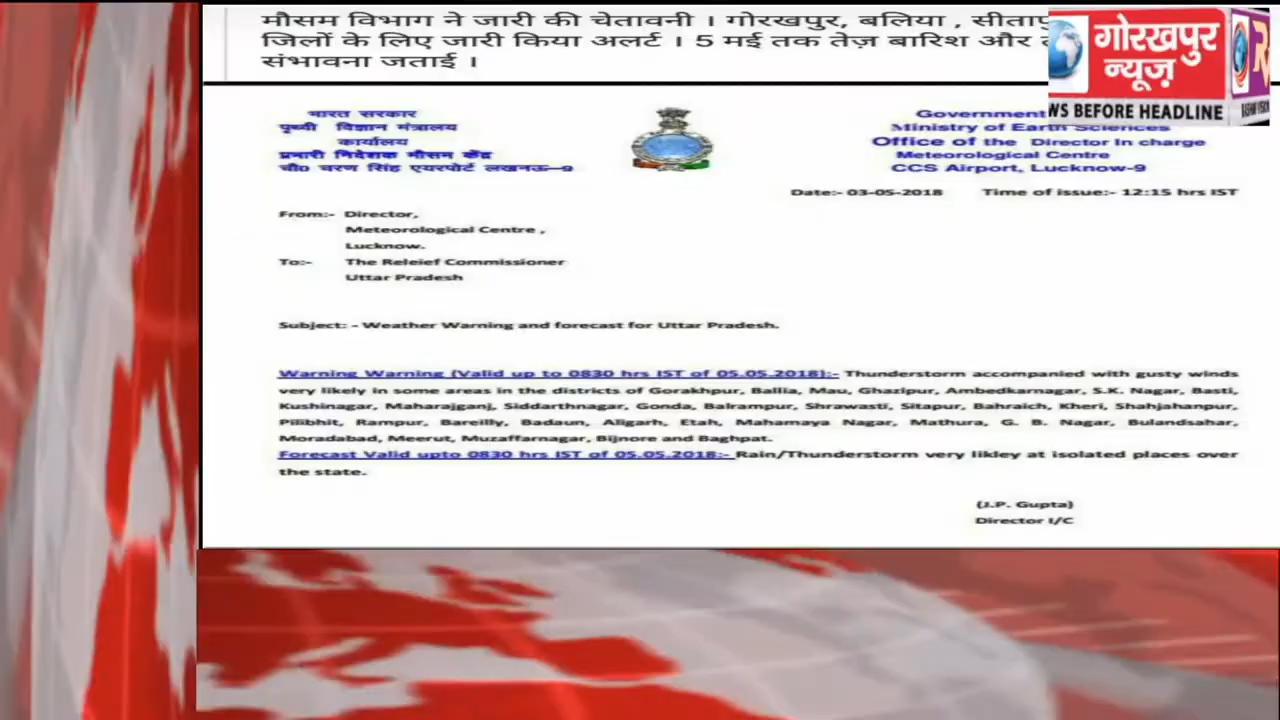 मौसम विभाग ने जारी की चेतावनी । गोरखपुर, बलिया , सीतापु
जिलों के लिए जारी किया अलर्ट । 5 मई तक तेज़ बारिश और
संभावना जताई ।
गोरखपुर
न्यूज़
WS BEFORE HEADLINE
भारत सरकार
पृथ्वी विज्ञान मंत्रालय
कार्यालय
प्रभारी निदेशक मौसम केंद्र
चौ० चरण सिंह एयरपोर्ट लखनऊ–9
Government
Ministry of Earth Sciences
Office of the Director In charge
Meteorological Centre
CCS Airport, Lucknow-9
Date:- 03-05-2018 Time of issue:- 12:15 hrs IST
From:- Director,
Meteorological Centre ,
Lucknow.
To:- The Releief Commissioner
Uttar Pradesh
Subject: - Weather Warning and forecast for Uttar Pradesh.
Warning Warning (Valid up to 0830 hrs IST of 05.05.2018):- Thunderstorm accompanied with gusty winds
very likely in some areas in the districts of Gorakhpur, Ballia, Mau, Ghazipur, Ambedkarnagar, S.K. Nagar, Basti,
Kushinagar, Maharajganj, Siddarthnagar, Gonda, Balrampur, Shrawasti, Sitapur, Bahraich, Kheri, Shahjahanpur,
Pilibhit, Rampur, Bareilly, Badaun, Aligarh, Etah, Mahamaya Nagar, Mathura, G. B. Nagar, Bulandsahar,
Moradabad, Meerut, Muzaffarnagar, Bijnore and Baghpat.
Forecast Valid upto 0830 hrs IST of 05.05.2018:- Rain/Thunderstorm very likley at isolated places over
the state.
(J.P. Gupta)
Director I/C